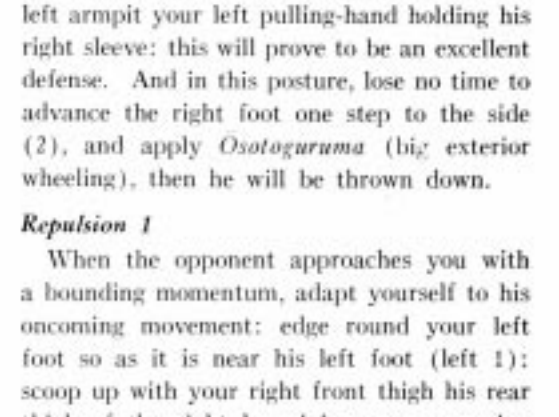 left armpit your left pulling-hand holding his
right sleeve: this will prove to be an excellent
defense. And in this posture, lose no time to
advance the right foot one step to the side
(2), and apply Osotoguruma (big exterior
wheeling), then he will be thrown down.
Repulsion 1
When the opponent approaches you with
a bounding momentum, adapt yourself to his
oncoming movement: edge round your left
foot so as it is near his left foot (left 1):
scoop up with your right front thigh his rear